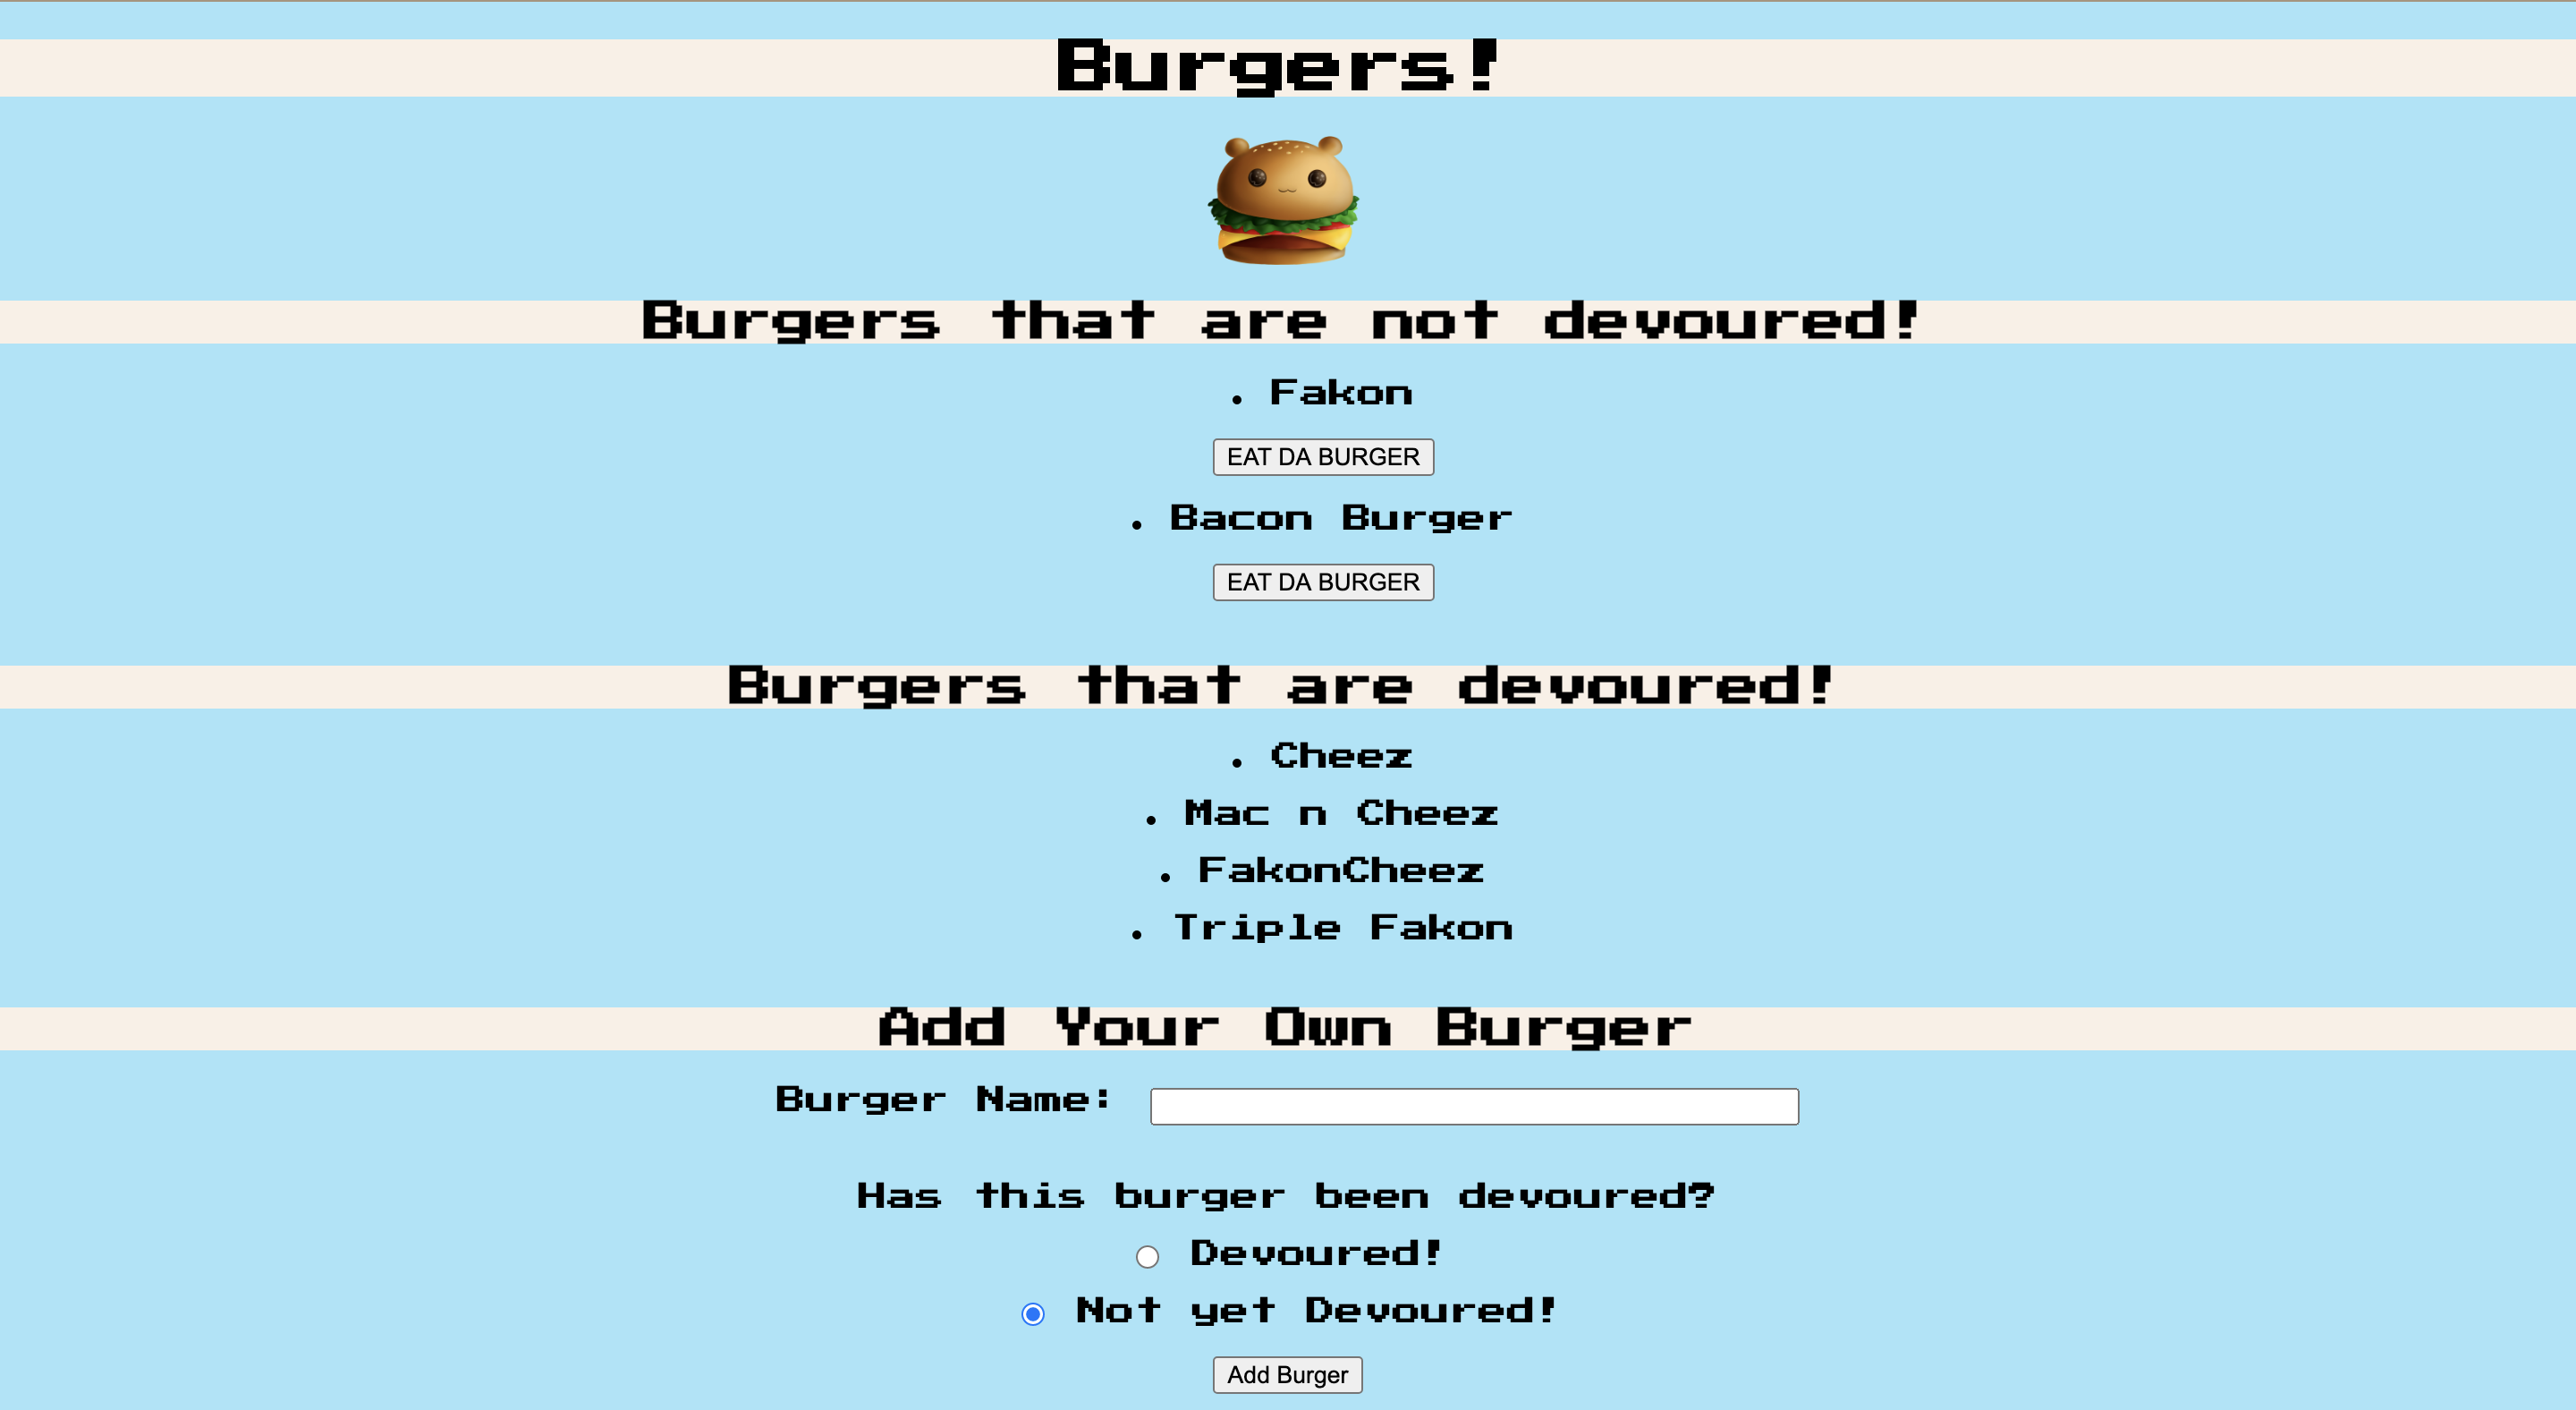 Burgers!
Burgers that are not devoured!
• Fakon
EAT DA BURGER
• Bacon Burger
EAT DA BURGER
Burgers that are devoured!
• Cheez
• Mac n Cheez
• FakonCheez
• Triple Fakon
Add Your Own Burger
Burger Name:
Has this burger been devoured?
Devoured!
Not yet Devoured!
Add Burger